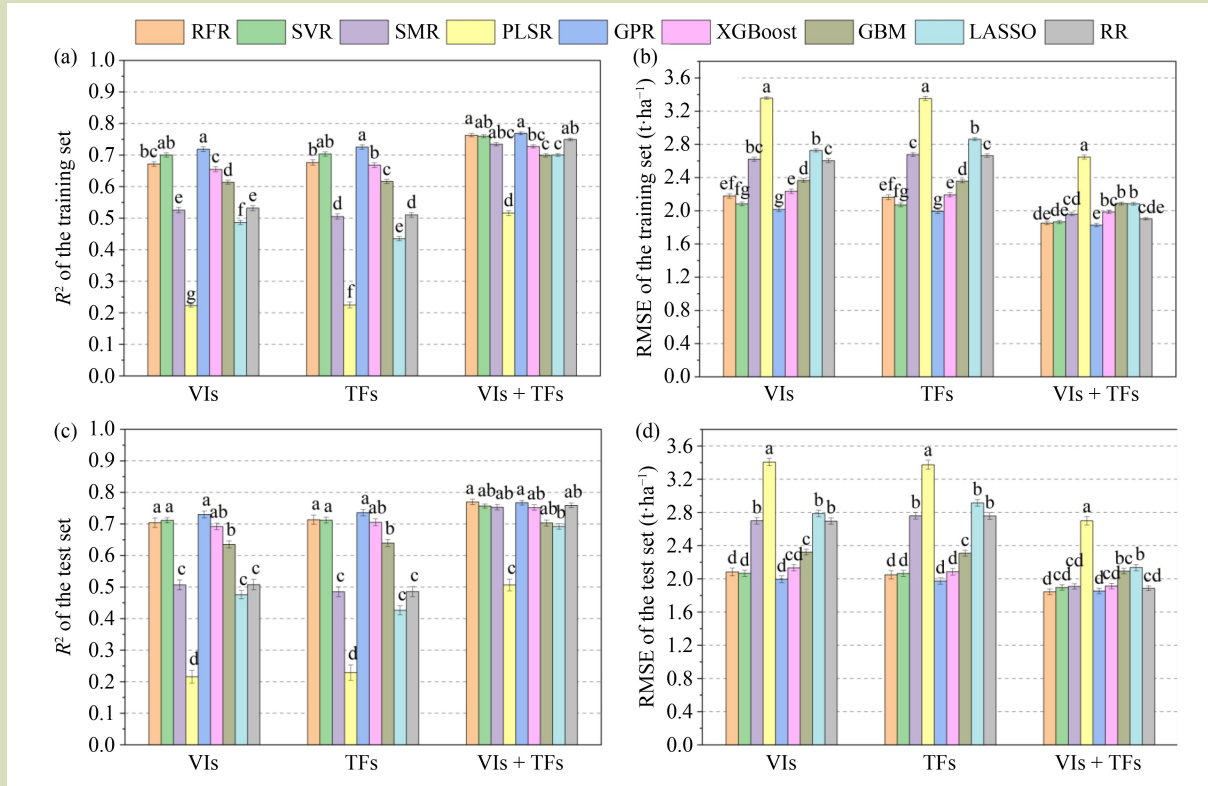 RFR SVR SMR PLSR GPR XGBoost GBM LASSO RR
(a)
R² of the training set
1.0
0.9
0.8
0.7
0.6
0.5
0.4
0.3
0.2
0.1
0.0
bc ab e g a c d f e
b ab d f a b c e d
a ab abc c a bc c c ab
VIs TFs VIs + TFs
(b)
RMSE of the training set (t·ha⁻¹)
3.6
3.2
2.8
2.4
2.0
1.6
1.2
0.8
0.4
0.0
ef fg bc a g e d b c
ef fg c a g e d b c
de de cd a e bc b b cde
VIs TFs VIs + TFs
(c)
R² of the test set
1.0
0.9
0.8
0.7
0.6
0.5
0.4
0.3
0.2
0.1
0.0
a a c d a ab b c c
a a c d a ab b c c
a ab ab c a ab ab b ab
VIs TFs VIs + TFs
(d)
RMSE of the test set (t·ha⁻¹)
3.6
3.2
2.8
2.4
2.0
1.6
1.2
0.8
0.4
0.0
d d b a d cd c b b
d d b a d d c b b
d cd cd a d cd bc b cd
VIs TFs VIs + TFs